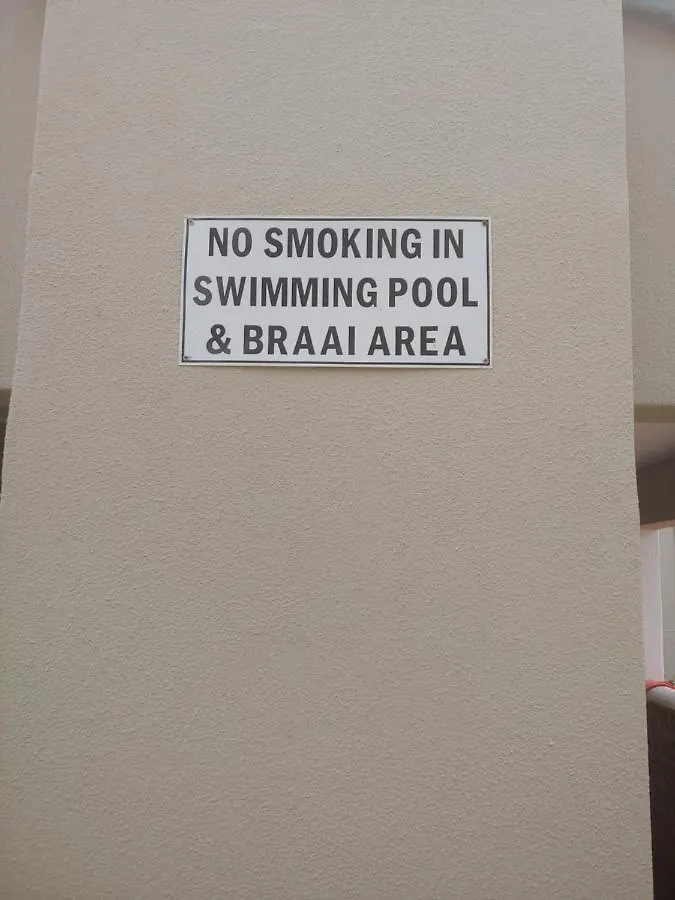 NO SMOKING IN
SWIMMING POOL
& BRAAI AREA